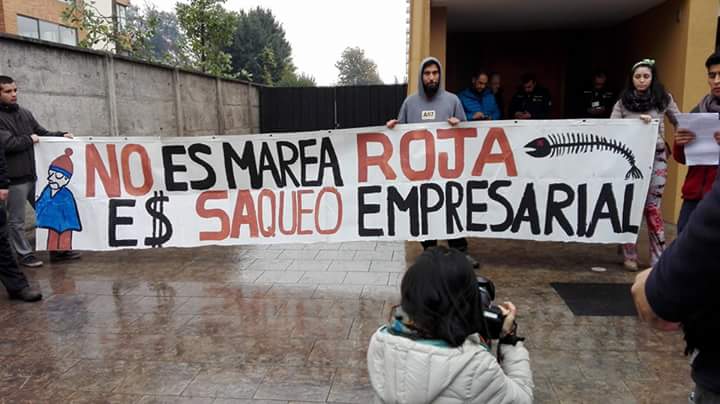 NO ES MAREA ROJA
E$ SAQUEO EMPRESARIAL